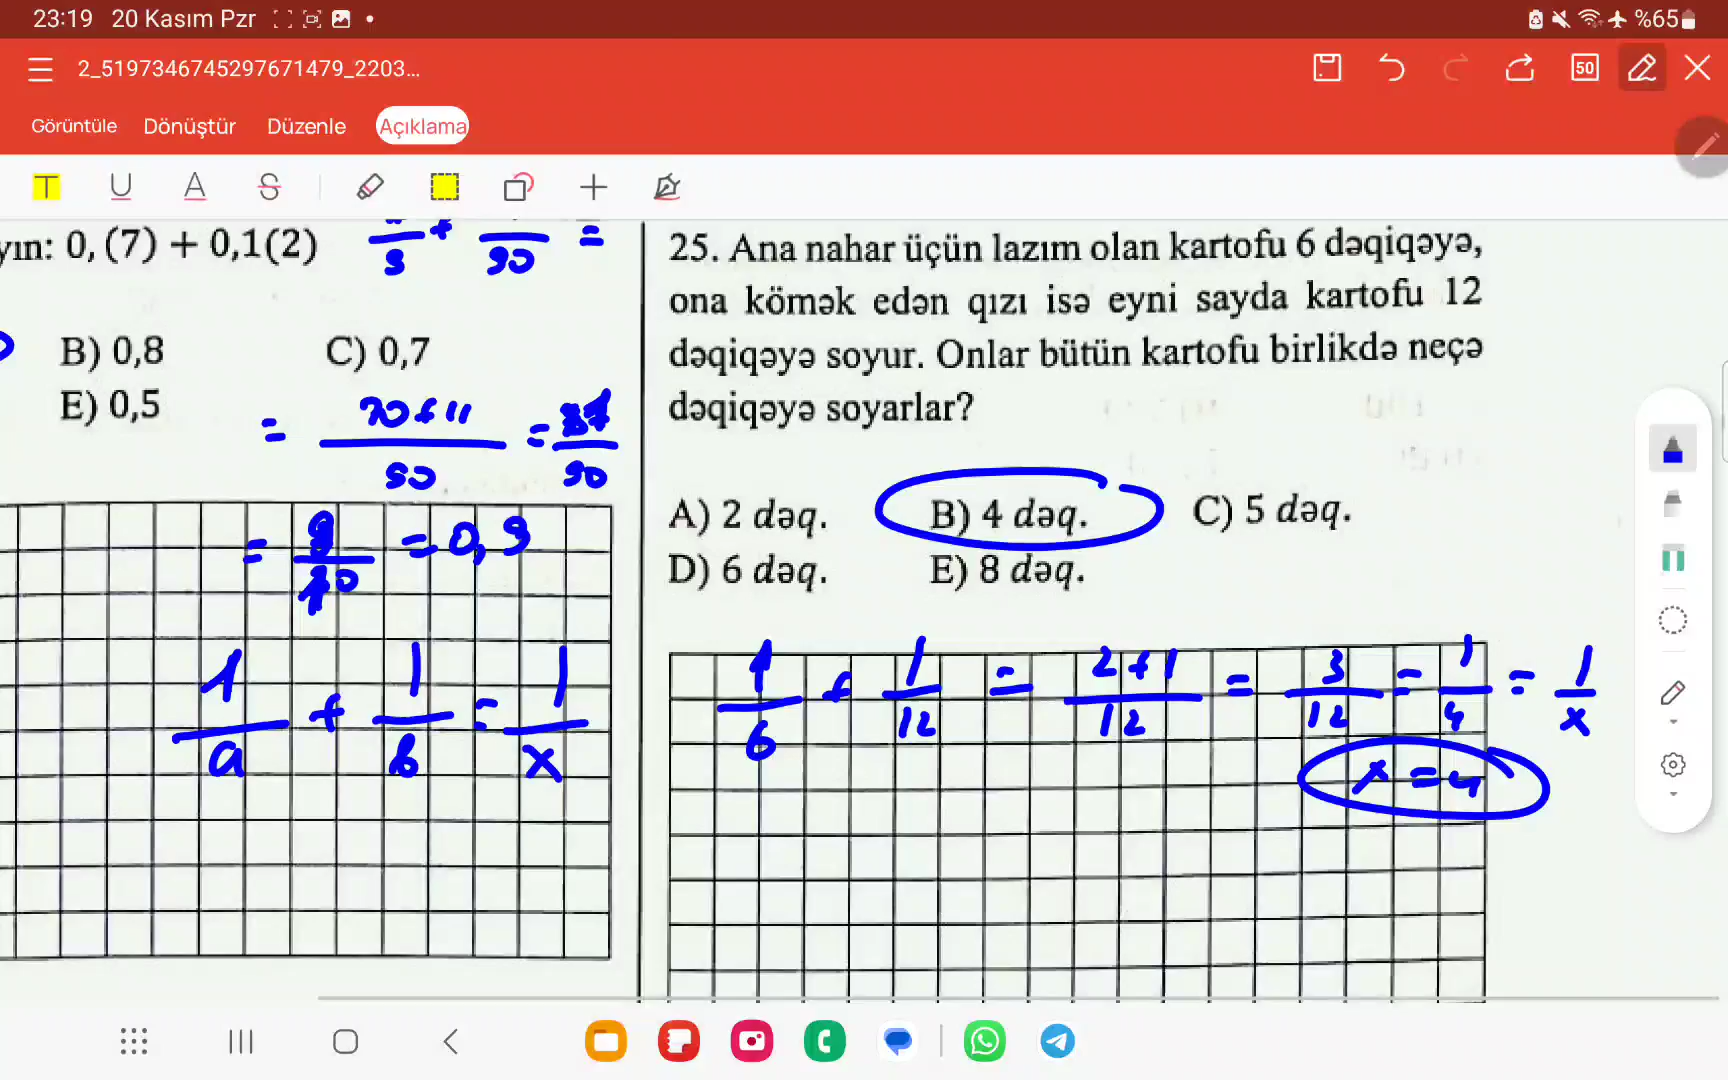 23:19 20 Kasım Pzr
%65
2_5197346745297671479_2203...
50
Görüntüle Dönüştür Düzenle Açıklama
T U A S
yın: 0, (7) + 0,1(2)
9 + 90 =
B) 0,8 C) 0,7
E) 0,5
= 70+11 / 90 = 81 / 90
= 9 / 10 = 0,9
1/a + 1/b = 1/x
25. Ana nahar üçün lazım olan kartofu 6 dəqiqəyə,
ona kömək edən qızı isə eyni sayda kartofu 12
dəqiqəyə soyur. Onlar bütün kartofu birlikdə neçə
dəqiqəyə soyarlar?
A) 2 dəq. B) 4 dəq. C) 5 dəq.
D) 6 dəq. E) 8 dəq.
1/6 + 1/12 = 2+1/12 = 3/12 = 1/4 = 1/x
x = 4